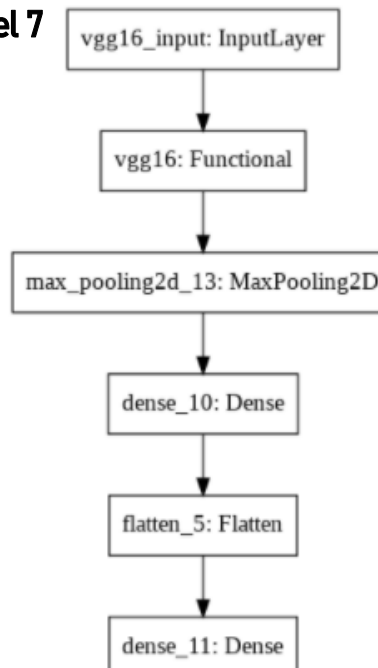 el 7
vgg16_input: InputLayer
vgg16: Functional
max_pooling2d_13: MaxPooling2D
dense_10: Dense
flatten_5: Flatten
dense_11: Dense